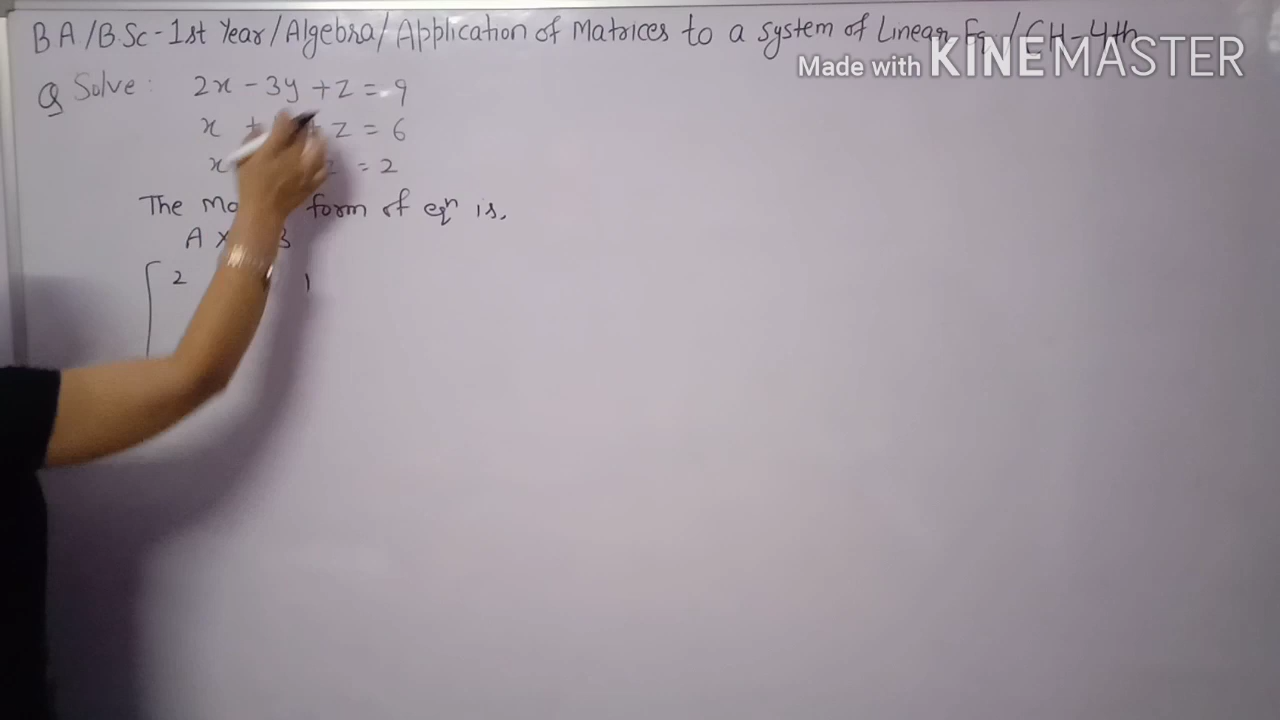 BA/B.Sc-1st Year/Algebra/Application of Matrices to a system of Linear Eq / CH-4th
Made with KINEMASTER
Q Solve : 2x - 3y + z = 9
x + + z = 6
x z = 2
The form of eqn is.
A X B
2 1